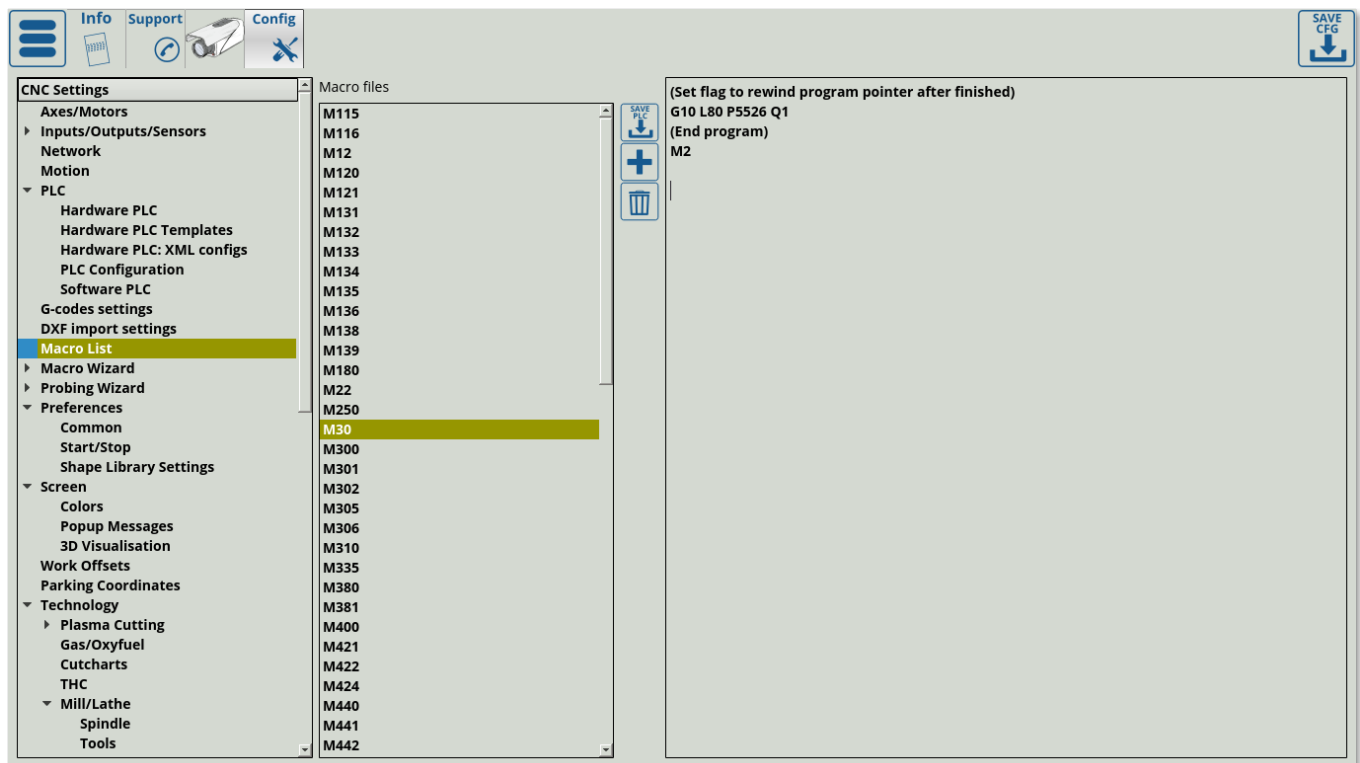 Info
Support
Config
SAVE
CFG
CNC Settings
Axes/Motors
Inputs/Outputs/Sensors
Network
Motion
PLC
Hardware PLC
Hardware PLC Templates
Hardware PLC: XML configs
PLC Configuration
Software PLC
G-codes settings
DXF import settings
Macro List
Macro Wizard
Probing Wizard
Preferences
Common
Start/Stop
Shape Library Settings
Screen
Colors
Popup Messages
3D Visualisation
Work Offsets
Parking Coordinates
Technology
Plasma Cutting
Gas/Oxyfuel
Cutcharts
THC
Mill/Lathe
Spindle
Tools
Macro files
M115
M116
M12
M120
M121
M131
M132
M133
M134
M135
M136
M138
M139
M180
M22
M250
M30
M300
M301
M302
M305
M306
M310
M335
M380
M381
M400
M421
M422
M424
M440
M441
M442
SAVE
PLC
(Set flag to rewind program pointer after finished)
G10 L80 P5526 Q1
(End program)
M2